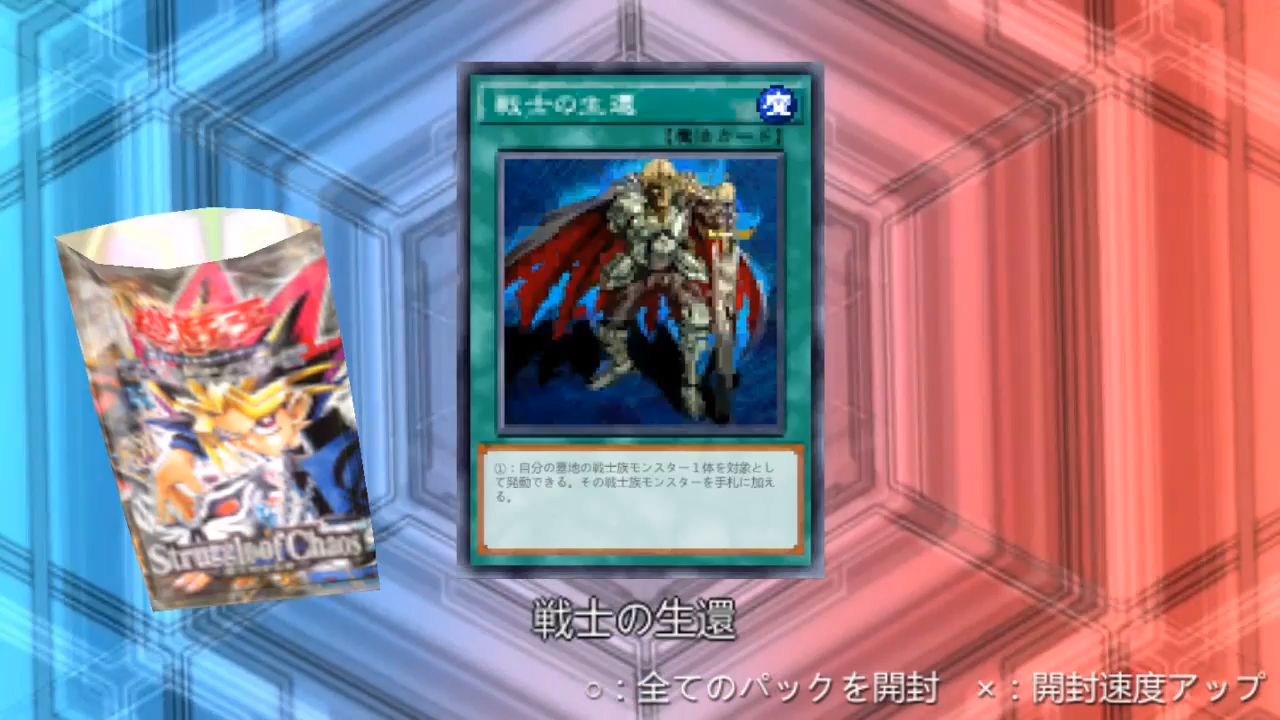 戦士の生還
【魔法カード】
①：自分の墓地の戦士族モンスター１体を対象とし
て発動できる。その戦士族モンスターを手札に加え
る。
Struggle of Chaos
戦士の生還
○：全てのパックを開封　×：開封速度アップ